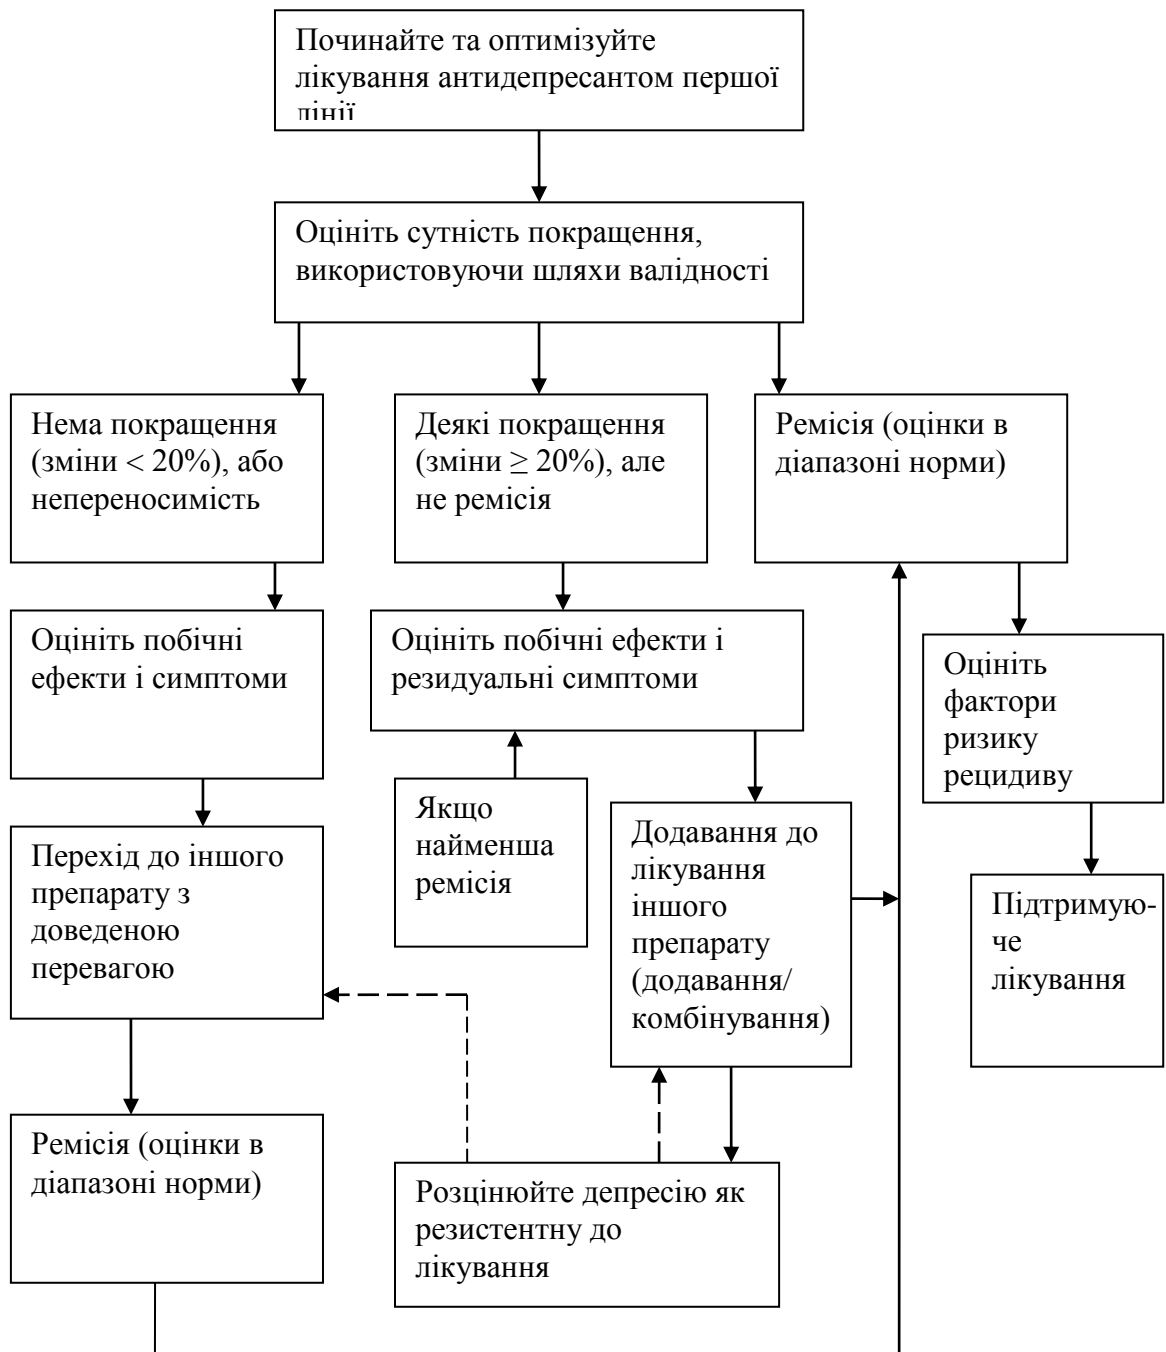 Починайте та оптимізуйте
лікування антидепресантом першої
лінії
Оцініть сутність покращення,
використовуючи шляхи валідності
Нема покращення
(зміни < 20%), або
непереносимість
Деякі покращення
(зміни ≥ 20%), але
не ремісія
Ремісія (оцінки в
діапазоні норми)
Оцініть побічні
ефекти і симптоми
Оцініть побічні ефекти і
резидуальні симптоми
Оцініть
фактори
ризику
рецидиву
Якщо
найменша
ремісія
Додавання до
лікування
іншого
препарату
(додавання/
комбінування)
Перехід до іншого
препарату з
доведеною
перевагою
Підтримую-
че
лікування
Ремісія (оцінки в
діапазоні норми)
Розцінюйте депресію як
резистентну до
лікування